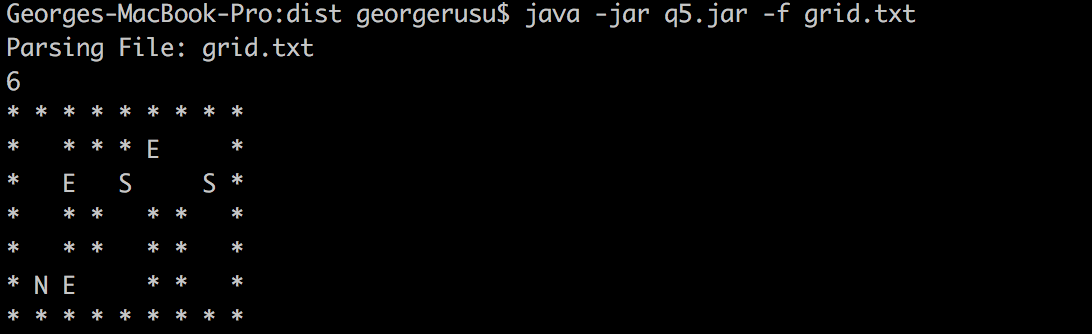 Georges-MacBook-Pro:dist georgerusu$ java -jar q5.jar -f grid.txt
Parsing File: grid.txt
6
* * * * * * * * *
*   * * * E     *
*   E   S     S *
*   * *   * *   *
*   * *   * *   *
* N E     * *   *
* * * * * * * * *